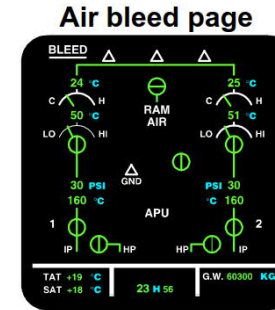 Air bleed page
BLEED
24 °C 25 °C
C H RAM C H
50 °C AIR 51 °C
LO HI LO HI
GND
30 PSI PSI 30
160 °C °C 160
APU
1 2
IP HP HP IP
TAT +19 °C G.W. 60300 KG
SAT +18 °C 23 H 56